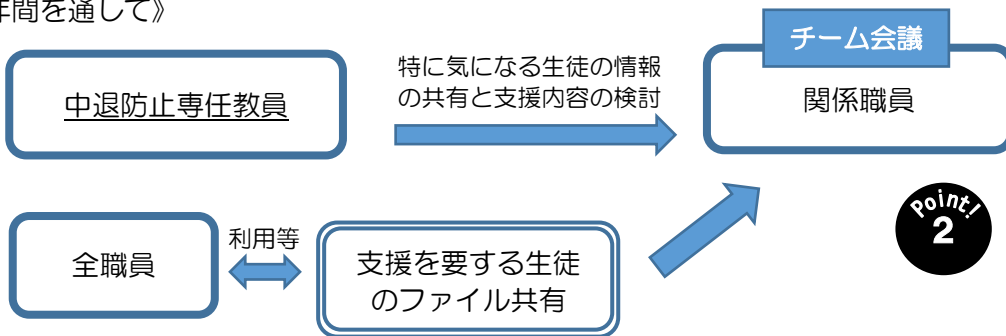 年間を通して》
チーム会議
中退防止専任教員
特に気になる生徒の情報
の共有と支援内容の検討
関係職員
Point!
2
全職員
利用等
支援を要する生徒
のファイル共有